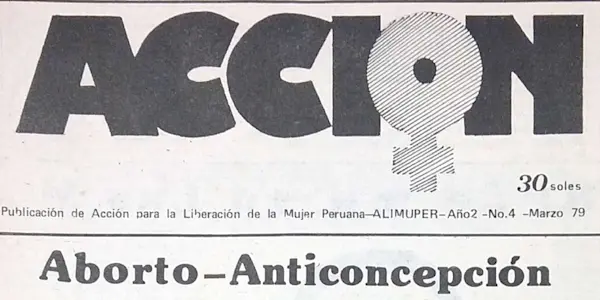 ACCION
30 soles
Publicación de Acción para la Liberación de la Mujer Peruana—ALIMUPER—Año2 -No.4 -Marzo 79
Aborto—Anticoncepción